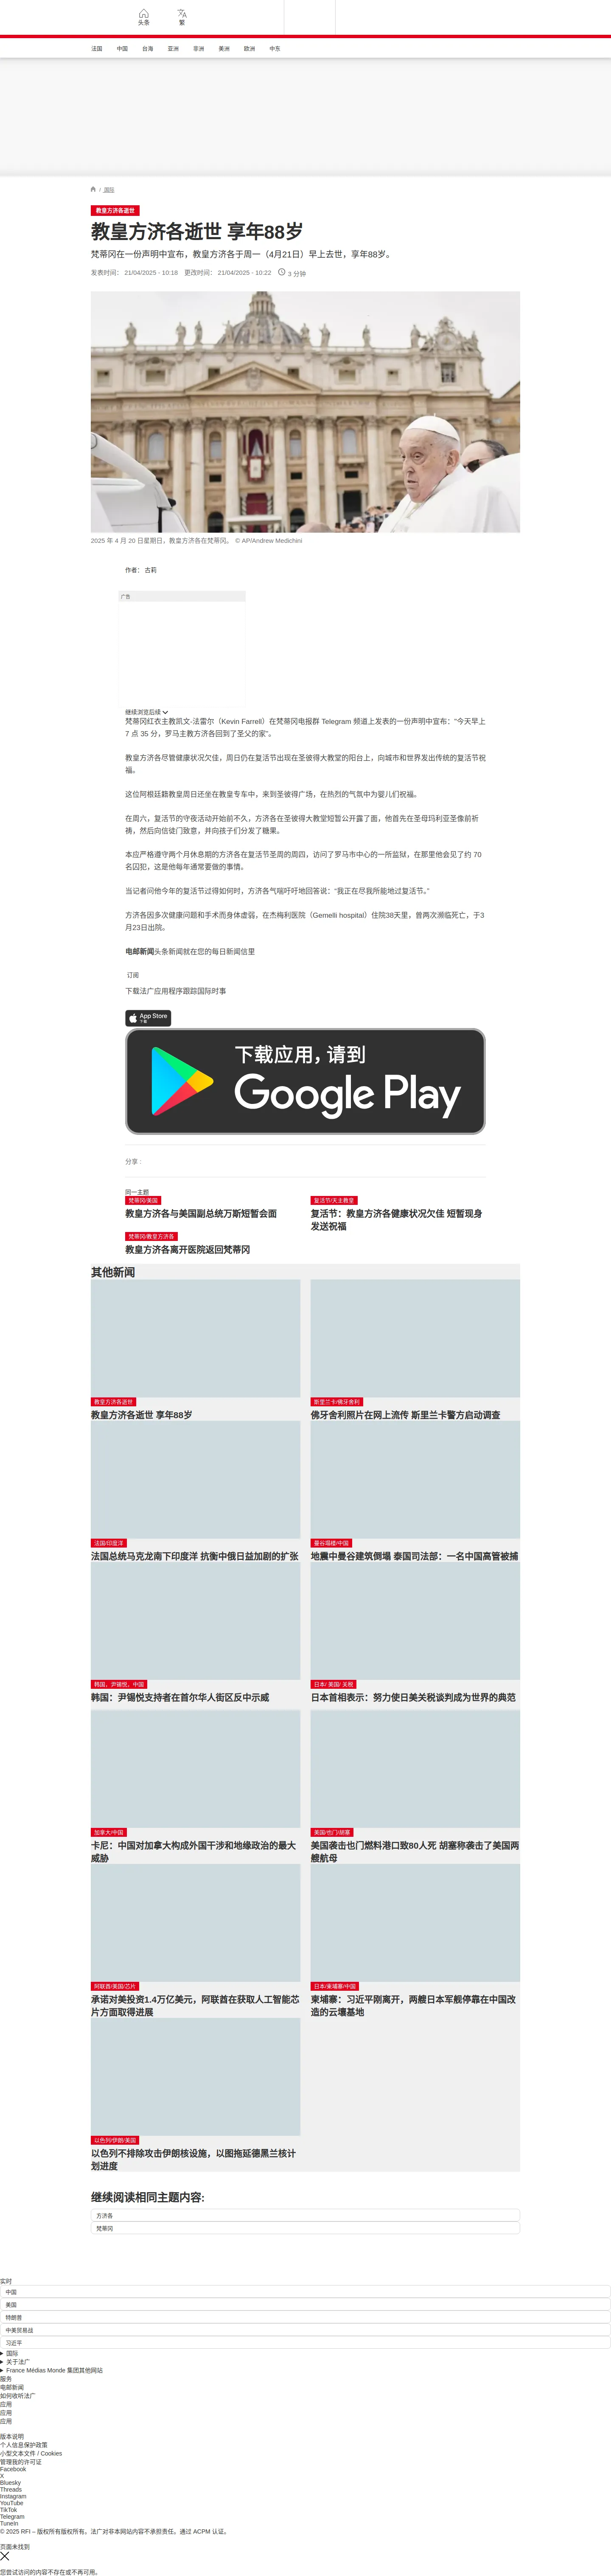 头条
繁
法国 中国 台海 亚洲 非洲 美洲 欧洲 中东
/ 国际
教皇方济各逝世
教皇方济各逝世 享年88岁
梵蒂冈在一份声明中宣布，教皇方济各于周一（4月21日）早上去世，享年88岁。
发表时间： 21/04/2025 - 10:18 更改时间： 21/04/2025 - 10:22 3 分钟
2025 年 4 月 20 日星期日，教皇方济各在梵蒂冈。 © AP/Andrew Medichini
作者： 古莉
广告
继续浏览后续
梵蒂冈红衣主教凯文-法雷尔（Kevin Farrell）在梵蒂冈电报群 Telegram 频道上发表的一份声明中宣布："今天早上
7 点 35 分，罗马主教方济各回到了圣父的家"。
教皇方济各尽管健康状况欠佳，周日仍在复活节出现在圣彼得大教堂的阳台上，向城市和世界发出传统的复活节祝
福。
这位阿根廷籍教皇周日还坐在教皇专车中，来到圣彼得广场，在热烈的气氛中为婴儿们祝福。
在周六，复活节的守夜活动开始前不久，方济各在圣彼得大教堂短暂公开露了面，他首先在圣母玛利亚圣像前祈
祷，然后向信徒门致意，并向孩子们分发了糖果。
本应严格遵守两个月休息期的方济各在复活节圣周的周四，访问了罗马市中心的一所监狱，在那里他会见了约 70
名囚犯，这是他每年通常要做的事情。
当记者问他今年的复活节过得如何时，方济各气喘吁吁地回答说：“我正在尽我所能地过复活节。”
方济各因多次健康问题和手术而身体虚弱，在杰梅利医院（Gemelli hospital）住院38天里，曾两次濒临死亡，于3
月23日出院。
电邮新闻头条新闻就在您的每日新闻信里
订阅
下载法广应用程序跟踪国际时事
App Store
下载
下载应用，请到
Google Play
分享 :
同一主题
梵蒂冈/美国
教皇方济各与美国副总统万斯短暂会面
复活节/天主教皇
复活节：教皇方济各健康状况欠佳 短暂现身
发送祝福
梵蒂冈/教皇方济各
教皇方济各离开医院返回梵蒂冈
其他新闻
教皇方济各逝世
教皇方济各逝世 享年88岁
斯里兰卡/佛牙舍利
佛牙舍利照片在网上流传 斯里兰卡警方启动调查
法国/印度洋
法国总统马克龙南下印度洋 抗衡中俄日益加剧的扩张
曼谷塌楼/中国
地震中曼谷建筑倒塌 泰国司法部：一名中国高管被捕
韩国，尹锡悦，中国
韩国：尹锡悦支持者在首尔华人街区反中示威
日本/ 美国/ 关税
日本首相表示：努力使日美关税谈判成为世界的典范
加拿大/中国
卡尼：中国对加拿大构成外国干涉和地缘政治的最大
威胁
美国/也门/胡塞
美国袭击也门燃料港口致80人死 胡塞称袭击了美国两
艘航母
阿联酋/美国/芯片
承诺对美投资1.4万亿美元，阿联酋在获取人工智能芯
片方面取得进展
日本/柬埔寨/中国
柬埔寨：习近平刚离开，两艘日本军舰停靠在中国改
造的云壤基地
以色列/伊朗/美国
以色列不排除攻击伊朗核设施，以图拖延德黑兰核计
划进度
继续阅读相同主题内容:
方济各
梵蒂冈
实时
中国
美国
特朗普
中美贸易战
习近平
国际
关于法广
France Médias Monde 集团其他网站
服务
电邮新闻
如何收听法广
应用
应用
应用
版本说明
个人信息保护政策
小型文本文件 / Cookies
管理我的许可证
Facebook
X
Bluesky
Threads
Instagram
YouTube
TikTok
Telegram
TuneIn
© 2025 RFI – 版权所有版权所有。法广对非本网站内容不承担责任。通过 ACPM 认证。
页面未找到
您尝试访问的内容不存在或不再可用。